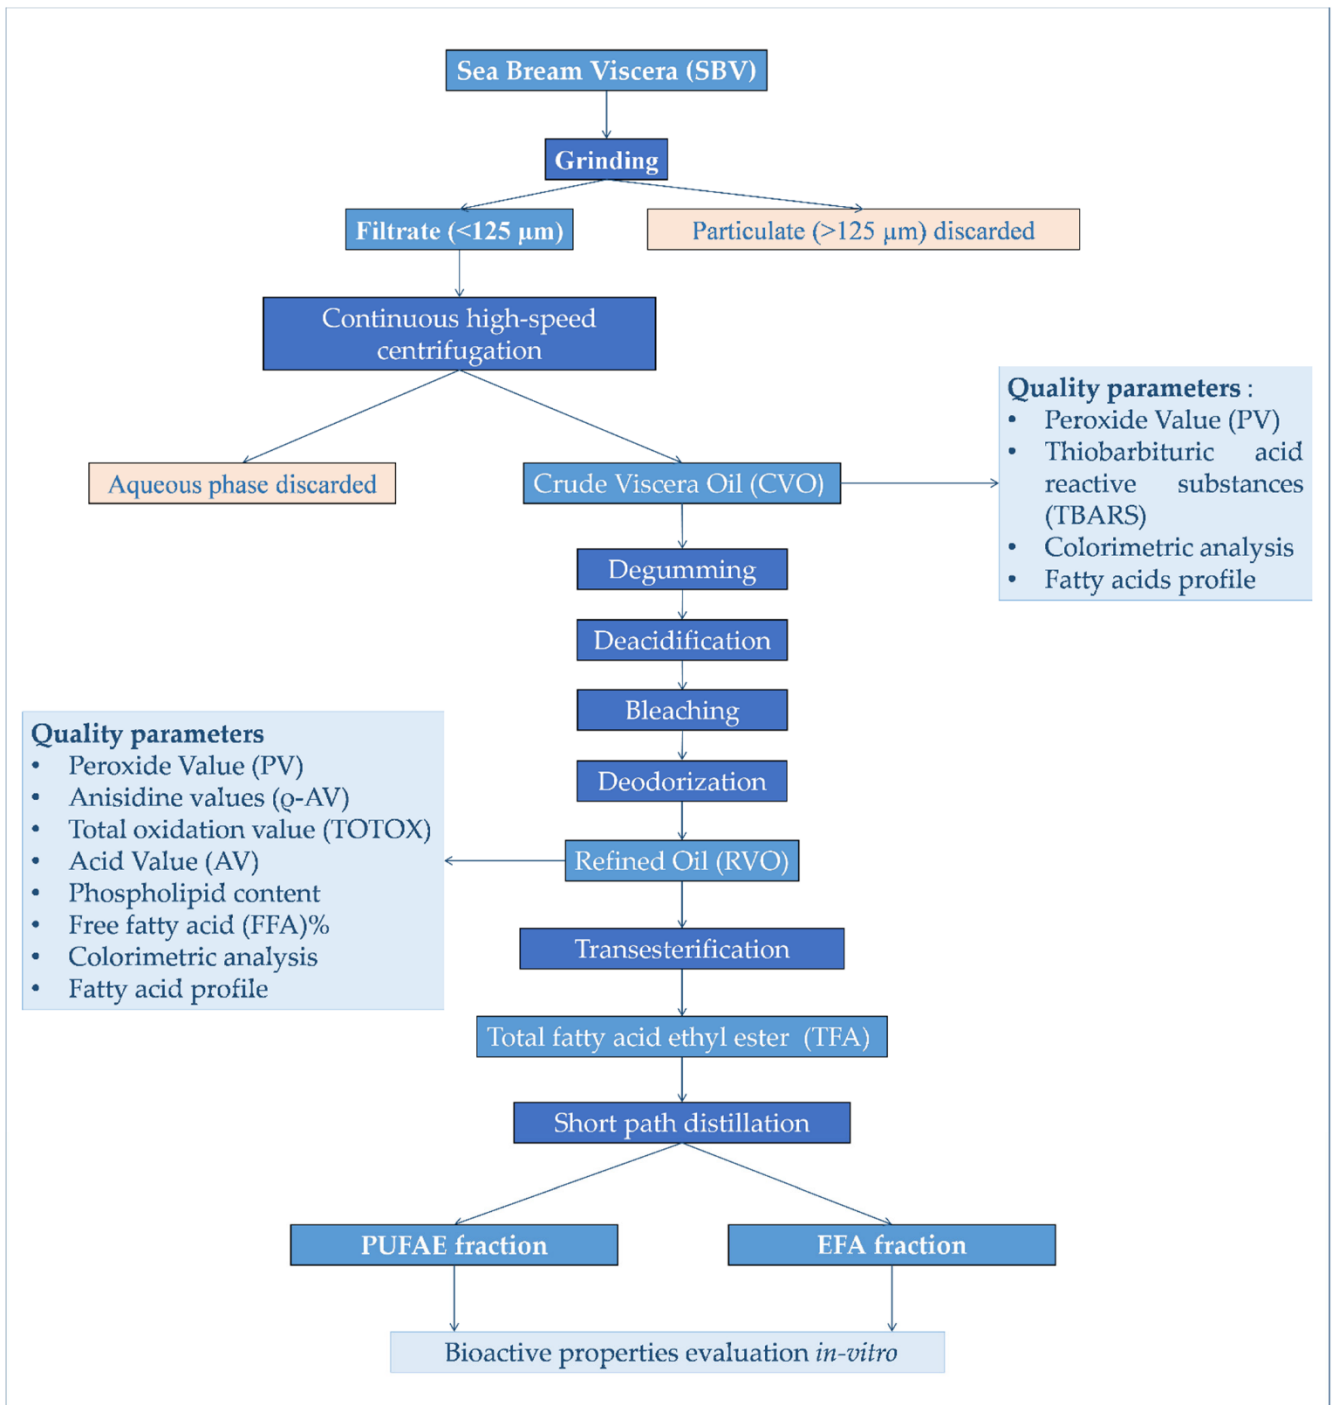 Sea Bream Viscera (SBV)
Grinding
Filtrate (<125 μm)
Particulate (>125 μm) discarded
Continuous high-speed
centrifugation
Aqueous phase discarded
Crude Viscera Oil (CVO)
Quality parameters :
• Peroxide Value (PV)
• Thiobarbituric acid
reactive substances
(TBARS)
• Colorimetric analysis
• Fatty acids profile
Degumming
Deacidification
Bleaching
Deodorization
Refined Oil (RVO)
Quality parameters
• Peroxide Value (PV)
• Anisidine values (ϱ-AV)
• Total oxidation value (TOTOX)
• Acid Value (AV)
• Phospholipid content
• Free fatty acid (FFA)%
• Colorimetric analysis
• Fatty acid profile
Transesterification
Total fatty acid ethyl ester (TFA)
Short path distillation
PUFAE fraction
EFA fraction
Bioactive properties evaluation in-vitro